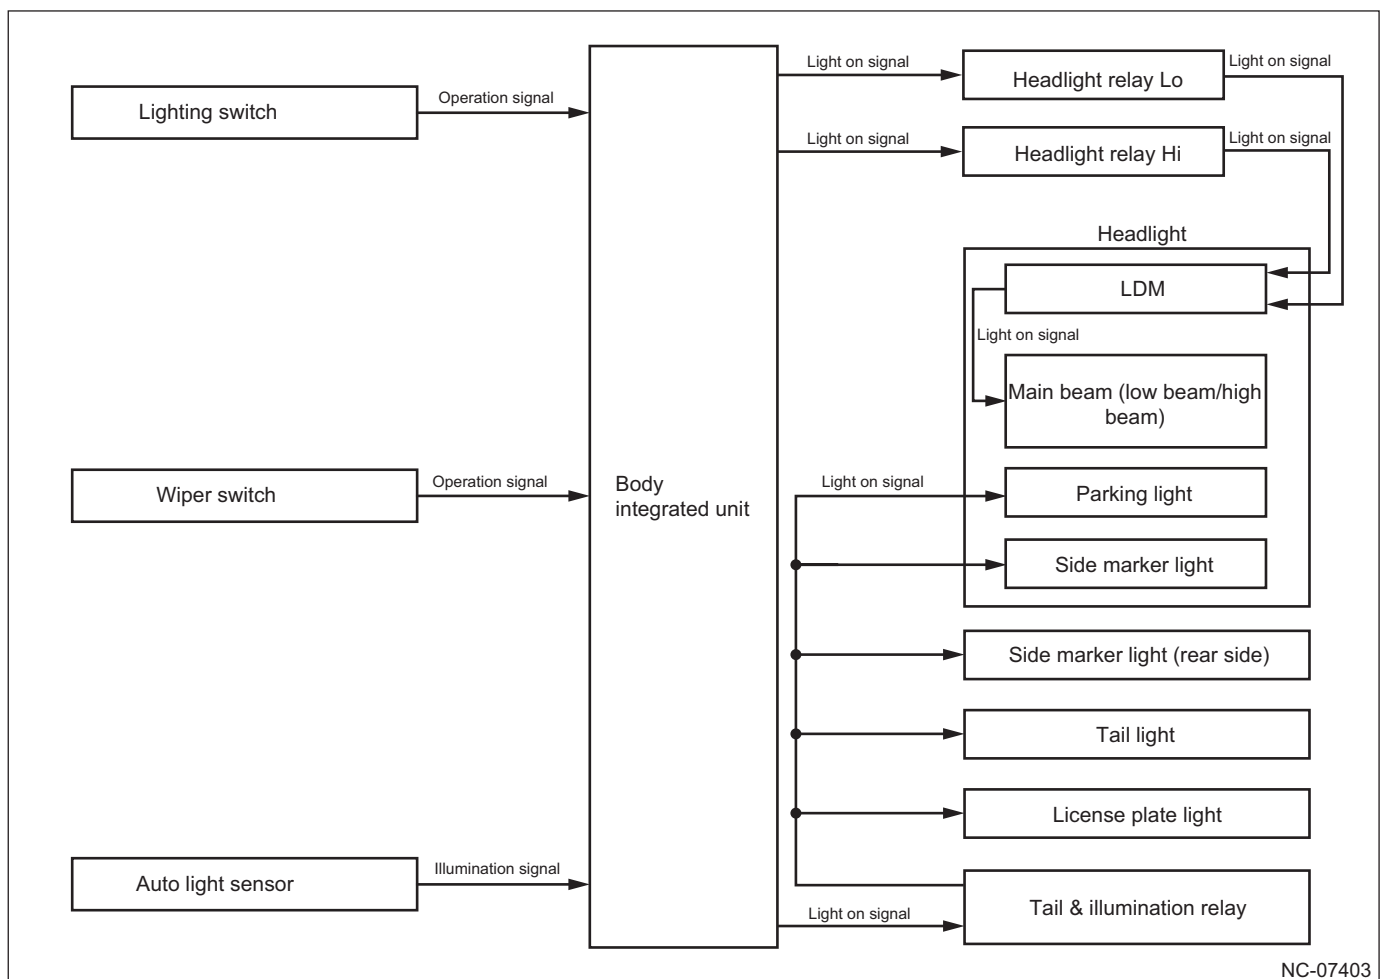 Light on signal
Headlight relay Lo
Light on signal
Lighting switch
Operation signal
Light on signal
Headlight relay Hi
Light on signal
Headlight
LDM
Light on signal
Main beam (low beam/high
beam)
Wiper switch
Operation signal
Body
integrated unit
Light on signal
Parking light
Side marker light
Side marker light (rear side)
Tail light
License plate light
Auto light sensor
Illumination signal
Light on signal
Tail & illumination relay
NC-07403